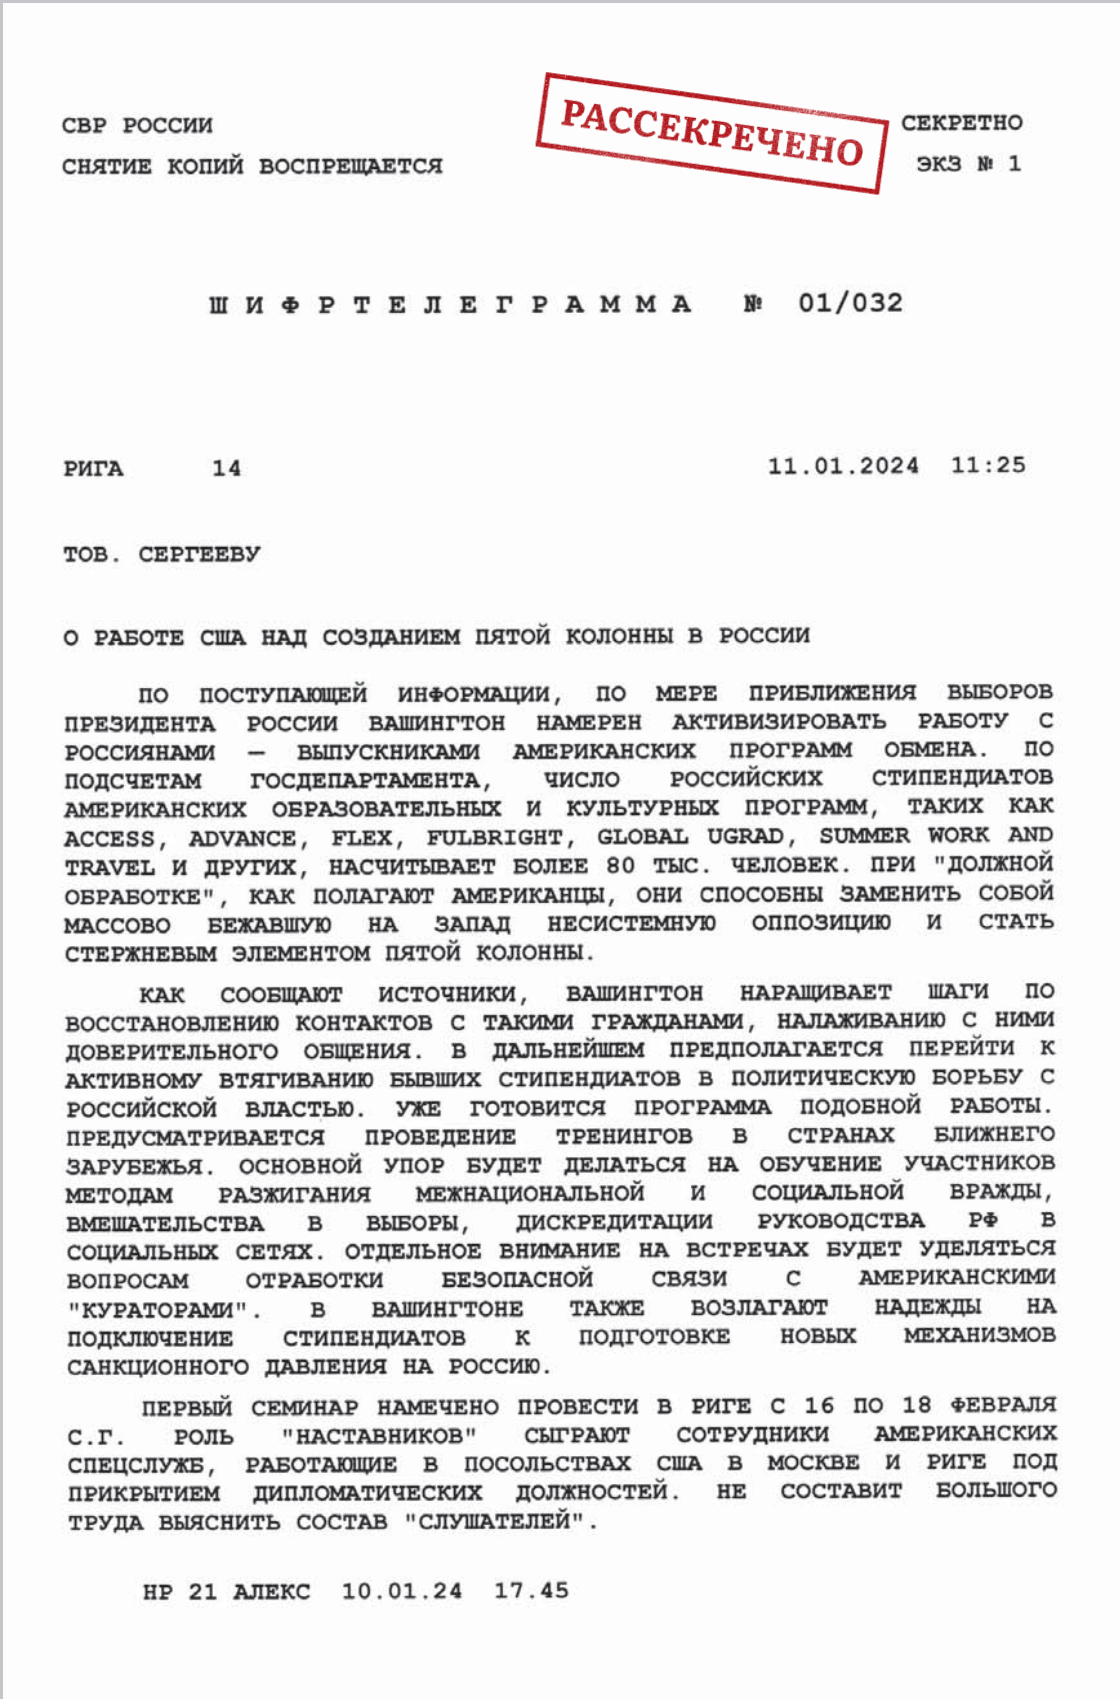 СВР РОССИИ
СНЯТИЕ КОПИЙ ВОСПРЕЩАЕТСЯ
РАССЕКРЕЧЕНО
СЕКРЕТНО
ЭКЗ № 1
ШИФРТЕЛЕГРАММА № 01/032
РИГА 14 11.01.2024 11:25
ТОВ. СЕРГЕЕВУ
О РАБОТЕ США НАД СОЗДАНИЕМ ПЯТОЙ КОЛОННЫ В РОССИИ
ПО ПОСТУПАЮЩЕЙ ИНФОРМАЦИИ, ПО МЕРЕ ПРИБЛИЖЕНИЯ ВЫБОРОВ
ПРЕЗИДЕНТА РОССИИ ВАШИНГТОН НАМЕРЕН АКТИВИЗИРОВАТЬ РАБОТУ С
РОССИЯНАМИ — ВЫПУСКНИКАМИ АМЕРИКАНСКИХ ПРОГРАММ ОБМЕНА. ПО
ПОДСЧЕТАМ ГОСДЕПАРТАМЕНТА, ЧИСЛО РОССИЙСКИХ СТИПЕНДИАТОВ
АМЕРИКАНСКИХ ОБРАЗОВАТЕЛЬНЫХ И КУЛЬТУРНЫХ ПРОГРАММ, ТАКИХ КАК
ACCESS, ADVANCE, FLEX, FULBRIGHT, GLOBAL UGRAD, SUMMER WORK AND
TRAVEL И ДРУГИХ, НАСЧИТЫВАЕТ БОЛЕЕ 80 ТЫС. ЧЕЛОВЕК. ПРИ "ДОЛЖНОЙ
ОБРАБОТКЕ", КАК ПОЛАГАЮТ АМЕРИКАНЦЫ, ОНИ СПОСОБНЫ ЗАМЕНИТЬ СОБОЙ
МАССОВО БЕЖАВШУЮ НА ЗАПАД НЕСИСТЕМНУЮ ОППОЗИЦИЮ И СТАТЬ
СТЕРЖНЕВЫМ ЭЛЕМЕНТОМ ПЯТОЙ КОЛОННЫ.
КАК СООБЩАЮТ ИСТОЧНИКИ, ВАШИНГТОН НАРАЩИВАЕТ ШАГИ ПО
ВОССТАНОВЛЕНИЮ КОНТАКТОВ С ТАКИМИ ГРАЖДАНАМИ, НАЛАЖИВАНИЮ С НИМИ
ДОВЕРИТЕЛЬНОГО ОБЩЕНИЯ. В ДАЛЬНЕЙШЕМ ПРЕДПОЛАГАЕТСЯ ПЕРЕЙТИ К
АКТИВНОМУ ВТЯГИВАНИЮ БЫВШИХ СТИПЕНДИАТОВ В ПОЛИТИЧЕСКУЮ БОРЬБУ С
РОССИЙСКОЙ ВЛАСТЬЮ. УЖЕ ГОТОВИТСЯ ПРОГРАММА ПОДОБНОЙ РАБОТЫ.
ПРЕДУСМАТРИВАЕТСЯ ПРОВЕДЕНИЕ ТРЕНИНГОВ В СТРАНАХ БЛИЖНЕГО
ЗАРУБЕЖЬЯ. ОСНОВНОЙ УПОР БУДЕТ ДЕЛАТЬСЯ НА ОБУЧЕНИЕ УЧАСТНИКОВ
МЕТОДАМ РАЗЖИГАНИЯ МЕЖНАЦИОНАЛЬНОЙ И СОЦИАЛЬНОЙ ВРАЖДЫ,
ВМЕШАТЕЛЬСТВА В ВЫБОРЫ, ДИСКРЕДИТАЦИИ РУКОВОДСТВА РФ В
СОЦИАЛЬНЫХ СЕТЯХ. ОТДЕЛЬНОЕ ВНИМАНИЕ НА ВСТРЕЧАХ БУДЕТ УДЕЛЯТЬСЯ
ВОПРОСАМ ОТРАБОТКИ БЕЗОПАСНОЙ СВЯЗИ С АМЕРИКАНСКИМИ
"КУРАТОРАМИ". В ВАШИНГТОНЕ ТАКЖЕ ВОЗЛАГАЮТ НАДЕЖДЫ НА
ПОДКЛЮЧЕНИЕ СТИПЕНДИАТОВ К ПОДГОТОВКЕ НОВЫХ МЕХАНИЗМОВ
САНКЦИОННОГО ДАВЛЕНИЯ НА РОССИЮ.
ПЕРВЫЙ СЕМИНАР НАМЕЧЕНО ПРОВЕСТИ В РИГЕ С 16 ПО 18 ФЕВРАЛЯ
С.Г. РОЛЬ "НАСТАВНИКОВ" СЫГРАЮТ СОТРУДНИКИ АМЕРИКАНСКИХ
СПЕЦСЛУЖБ, РАБОТАЮЩИЕ В ПОСОЛЬСТВАХ США В МОСКВЕ И РИГЕ ПОД
ПРИКРЫТИЕМ ДИПЛОМАТИЧЕСКИХ ДОЛЖНОСТЕЙ. НЕ СОСТАВИТ БОЛЬШОГО
ТРУДА ВЫЯСНИТЬ СОСТАВ "СЛУШАТЕЛЕЙ".
НР 21 АЛЕКС 10.01.24 17.45